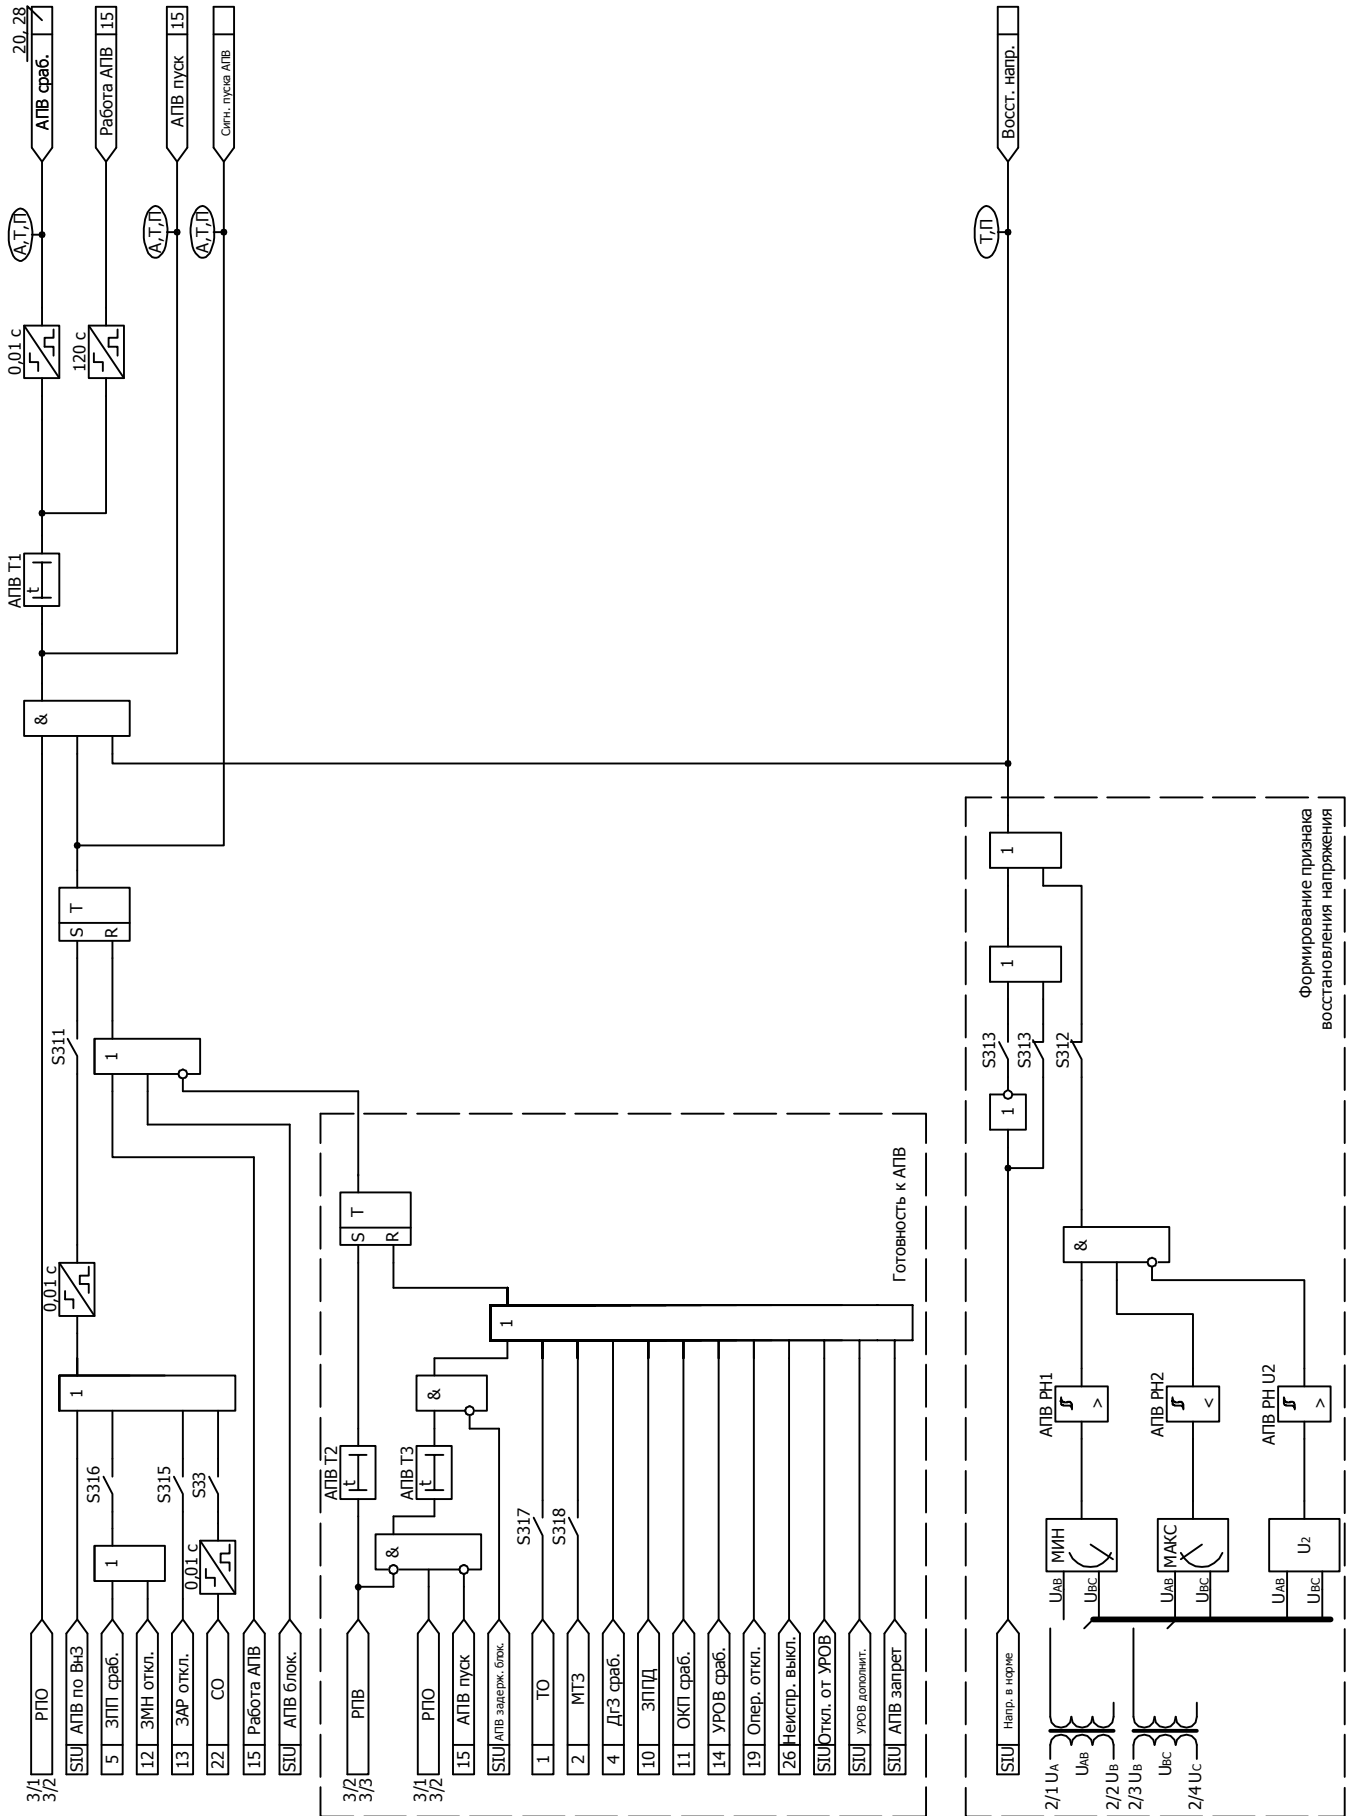 20, 28
АПВ сраб.
Работа АПВ 15
АПВ пуск 15
Сигн. пуска АПВ
Восст. напр.
А,Т,П
А,Т,П
А,Т,П
Т,П
0,01 с
120 с
АПВ Т1
t
&
S T
R
S311
1
0,01 с
1
S316
S315
S33
1
0,01 с
3/1
3/2
РПО
SIU АПВ по ВнЗ
5 ЗПП сраб.
12 ЗМН откл.
13 ЗАР откл.
22 СО
15 Работа АПВ
SIU АПВ блок.
Готовность к АПВ
S T
R
1
&
АПВ Т2
t
АПВ Т3
t
&
S317
S318
3/2
3/3
РПВ
3/1
3/2
РПО
15 АПВ пуск
SIU АПВ задерж. блок.
1 ТО
2 МТЗ
4 ДгЗ сраб.
10 ЗППД
11 ОКП сраб.
14 УРОВ сраб.
19 Опер. откл.
26 Неиспр. выкл.
SIU Откл. от УРОВ
SIU УРОВ дополнит.
SIU АПВ запрет
Формирование признака
восстановления напряжения
1
1
S313
S313
S312
1
&
АПВ РН1
>
АПВ РН2
<
АПВ РН U2
>
МИН
МАКС
U2
UAB
UBC
UAB
UBC
UAB
UBC
SIU Напр. в норме
2/1 UA
UAB
2/2 UB
2/3 UB
UBC
2/4 UC